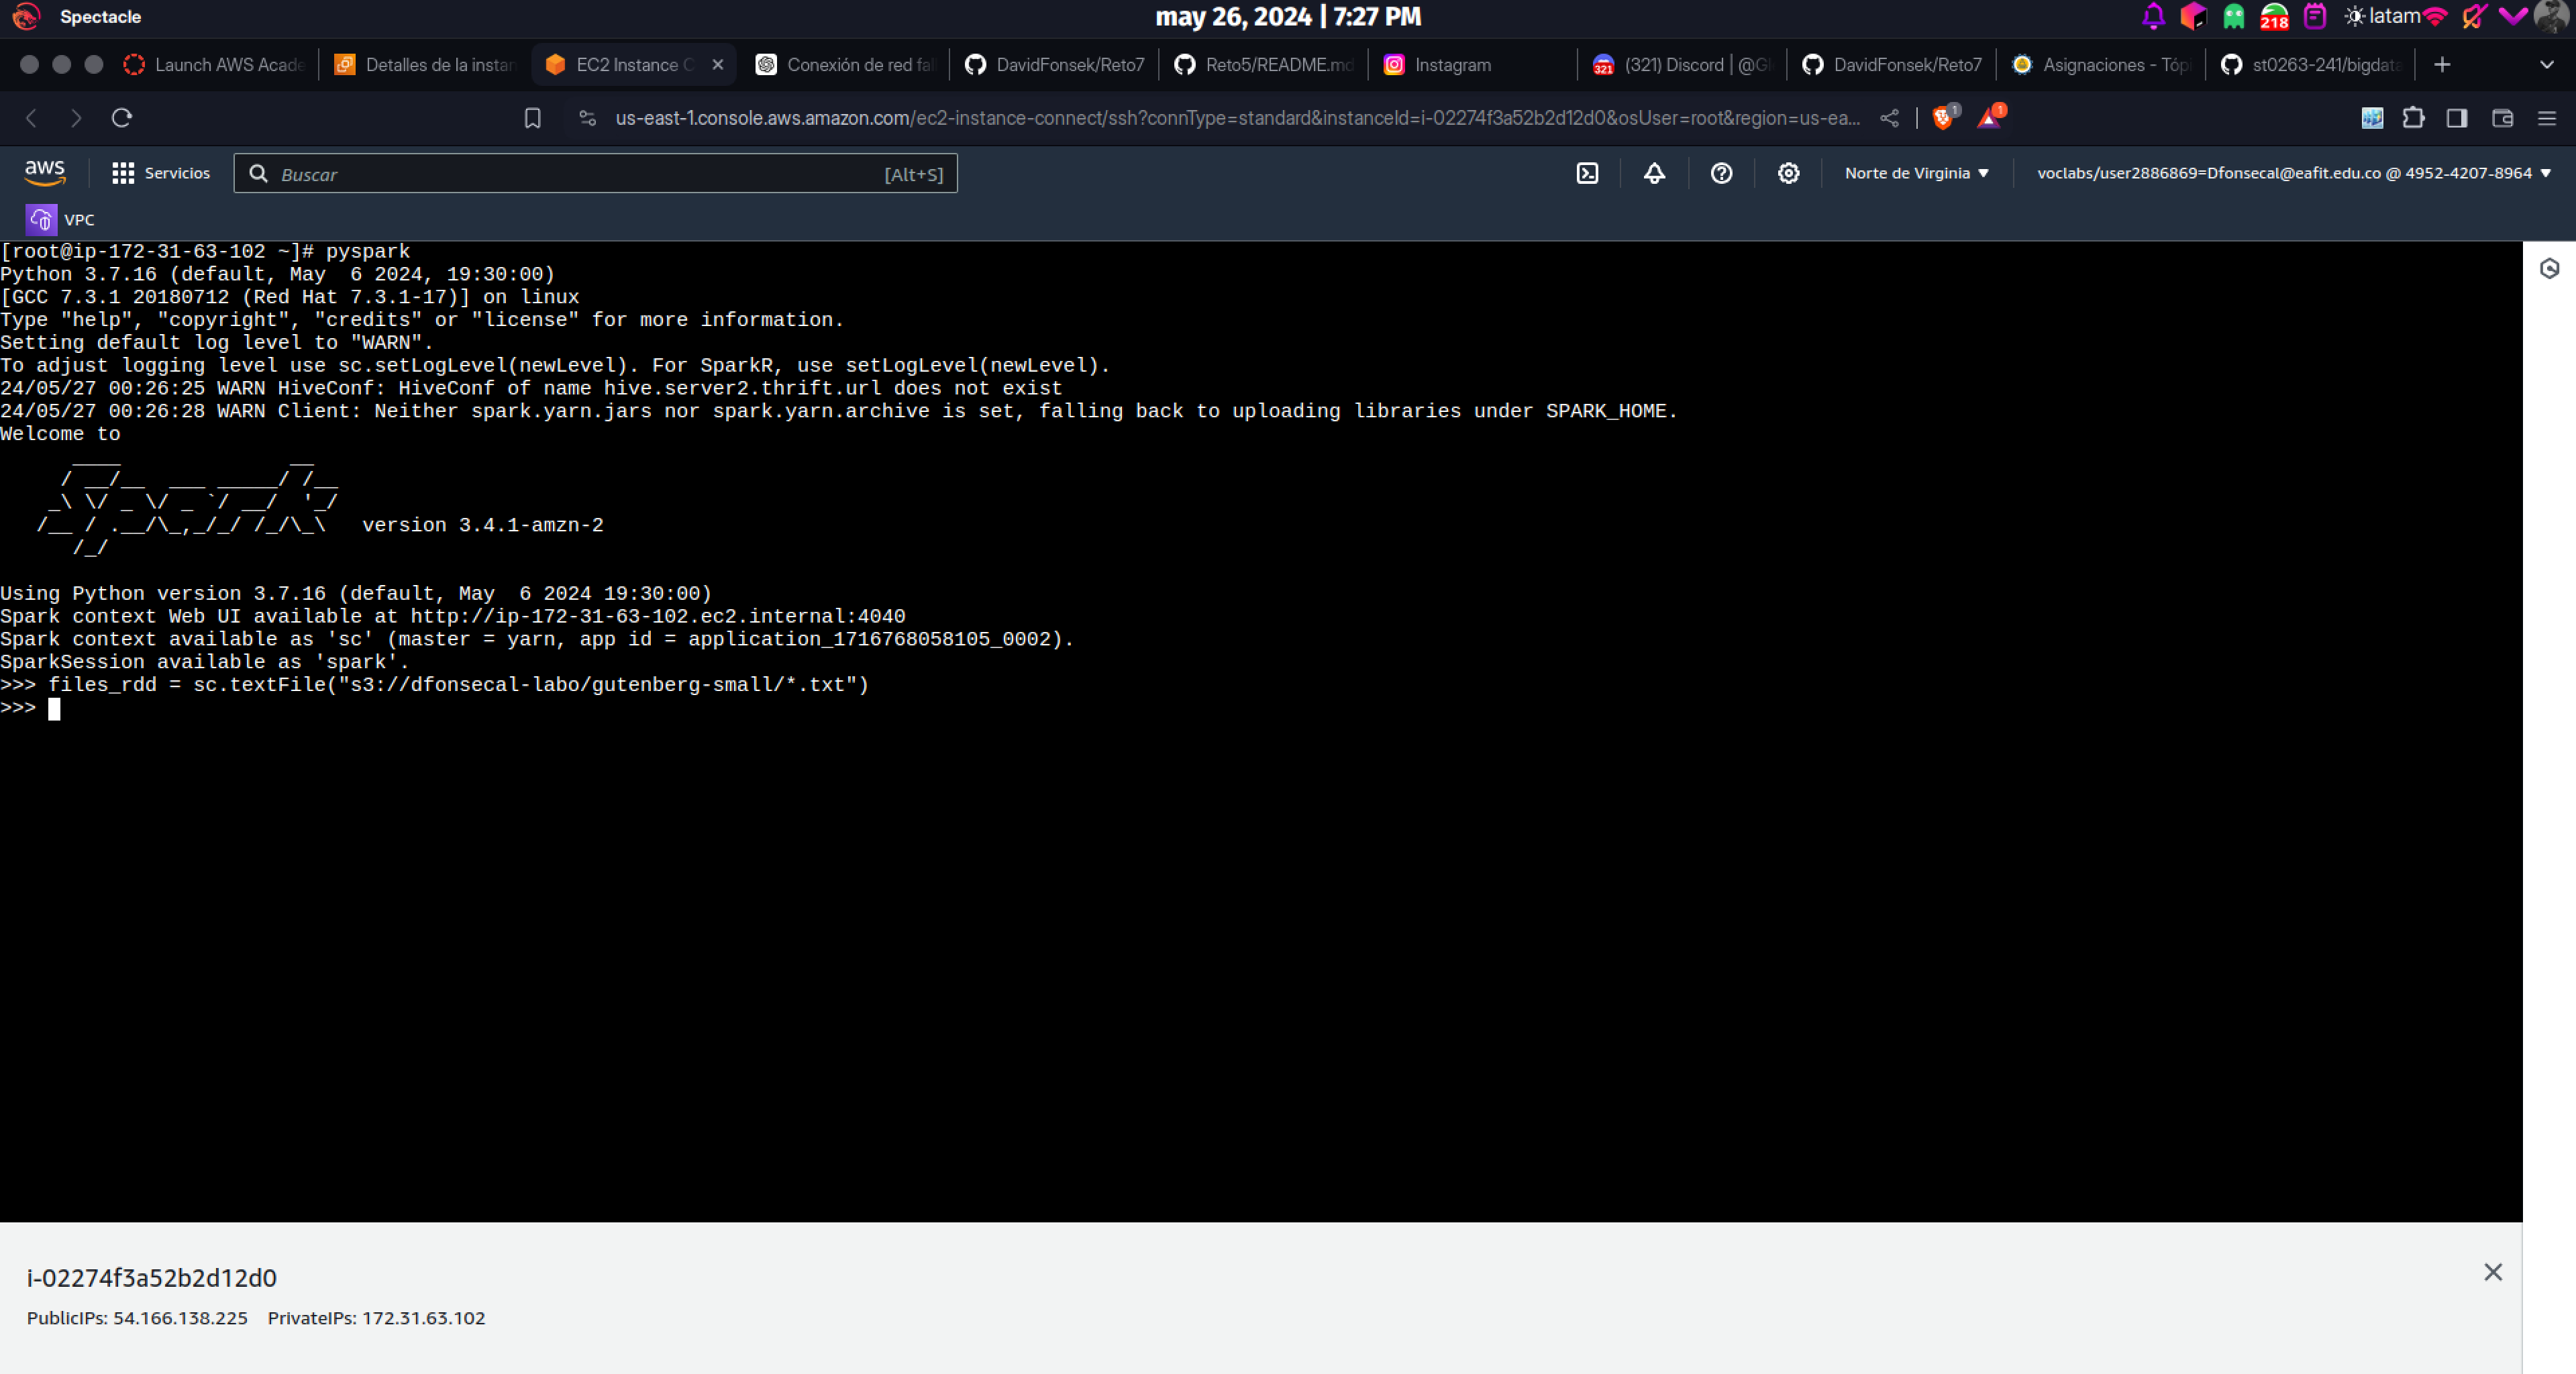 Spectacle
may 26, 2024 | 7:27 PM
218
latam
Launch AWS Acade
Detalles de la instan
EC2 Instance C
Conexión de red fal
DavidFonsek/Reto7
Reto5/README.md
Instagram
321
(321) Discord | @Gl
DavidFonsek/Reto7
Asignaciones - Tópi
st0263-241/bigdata
us-east-1.console.aws.amazon.com/ec2-instance-connect/ssh?connType=standard&instanceId=i-02274f3a52b2d12d0&osUser=root&region=us-ea...
1
1
aws
Servicios
Buscar
[Alt+S]
Norte de Virginia
voclabs/user2886869=Dfonsecal@eafit.edu.co @ 4952-4207-8964
VPC
[root@ip-172-31-63-102 ~]# pyspark
Python 3.7.16 (default, May  6 2024, 19:30:00)
[GCC 7.3.1 20180712 (Red Hat 7.3.1-17)] on linux
Type "help", "copyright", "credits" or "license" for more information.
Setting default log level to "WARN".
To adjust logging level use sc.setLogLevel(newLevel). For SparkR, use setLogLevel(newLevel).
24/05/27 00:26:25 WARN HiveConf: HiveConf of name hive.server2.thrift.url does not exist
24/05/27 00:26:28 WARN Client: Neither spark.yarn.jars nor spark.yarn.archive is set, falling back to uploading libraries under SPARK_HOME.
Welcome to
      ____              __
     / __/__  ___ _____/ /__
    _\ \/ _ \/ _ `/ __/  '_/
   /__ / .__/\_,_/_/ /_/\_\   version 3.4.1-amzn-2
      /_/
Using Python version 3.7.16 (default, May  6 2024 19:30:00)
Spark context Web UI available at http://ip-172-31-63-102.ec2.internal:4040
Spark context available as 'sc' (master = yarn, app id = application_1716768058105_0002).
SparkSession available as 'spark'.
>>> files_rdd = sc.textFile("s3://dfonsecal-labo/gutenberg-small/*.txt")
>>>
i-02274f3a52b2d12d0
PublicIPs: 54.166.138.225    PrivateIPs: 172.31.63.102